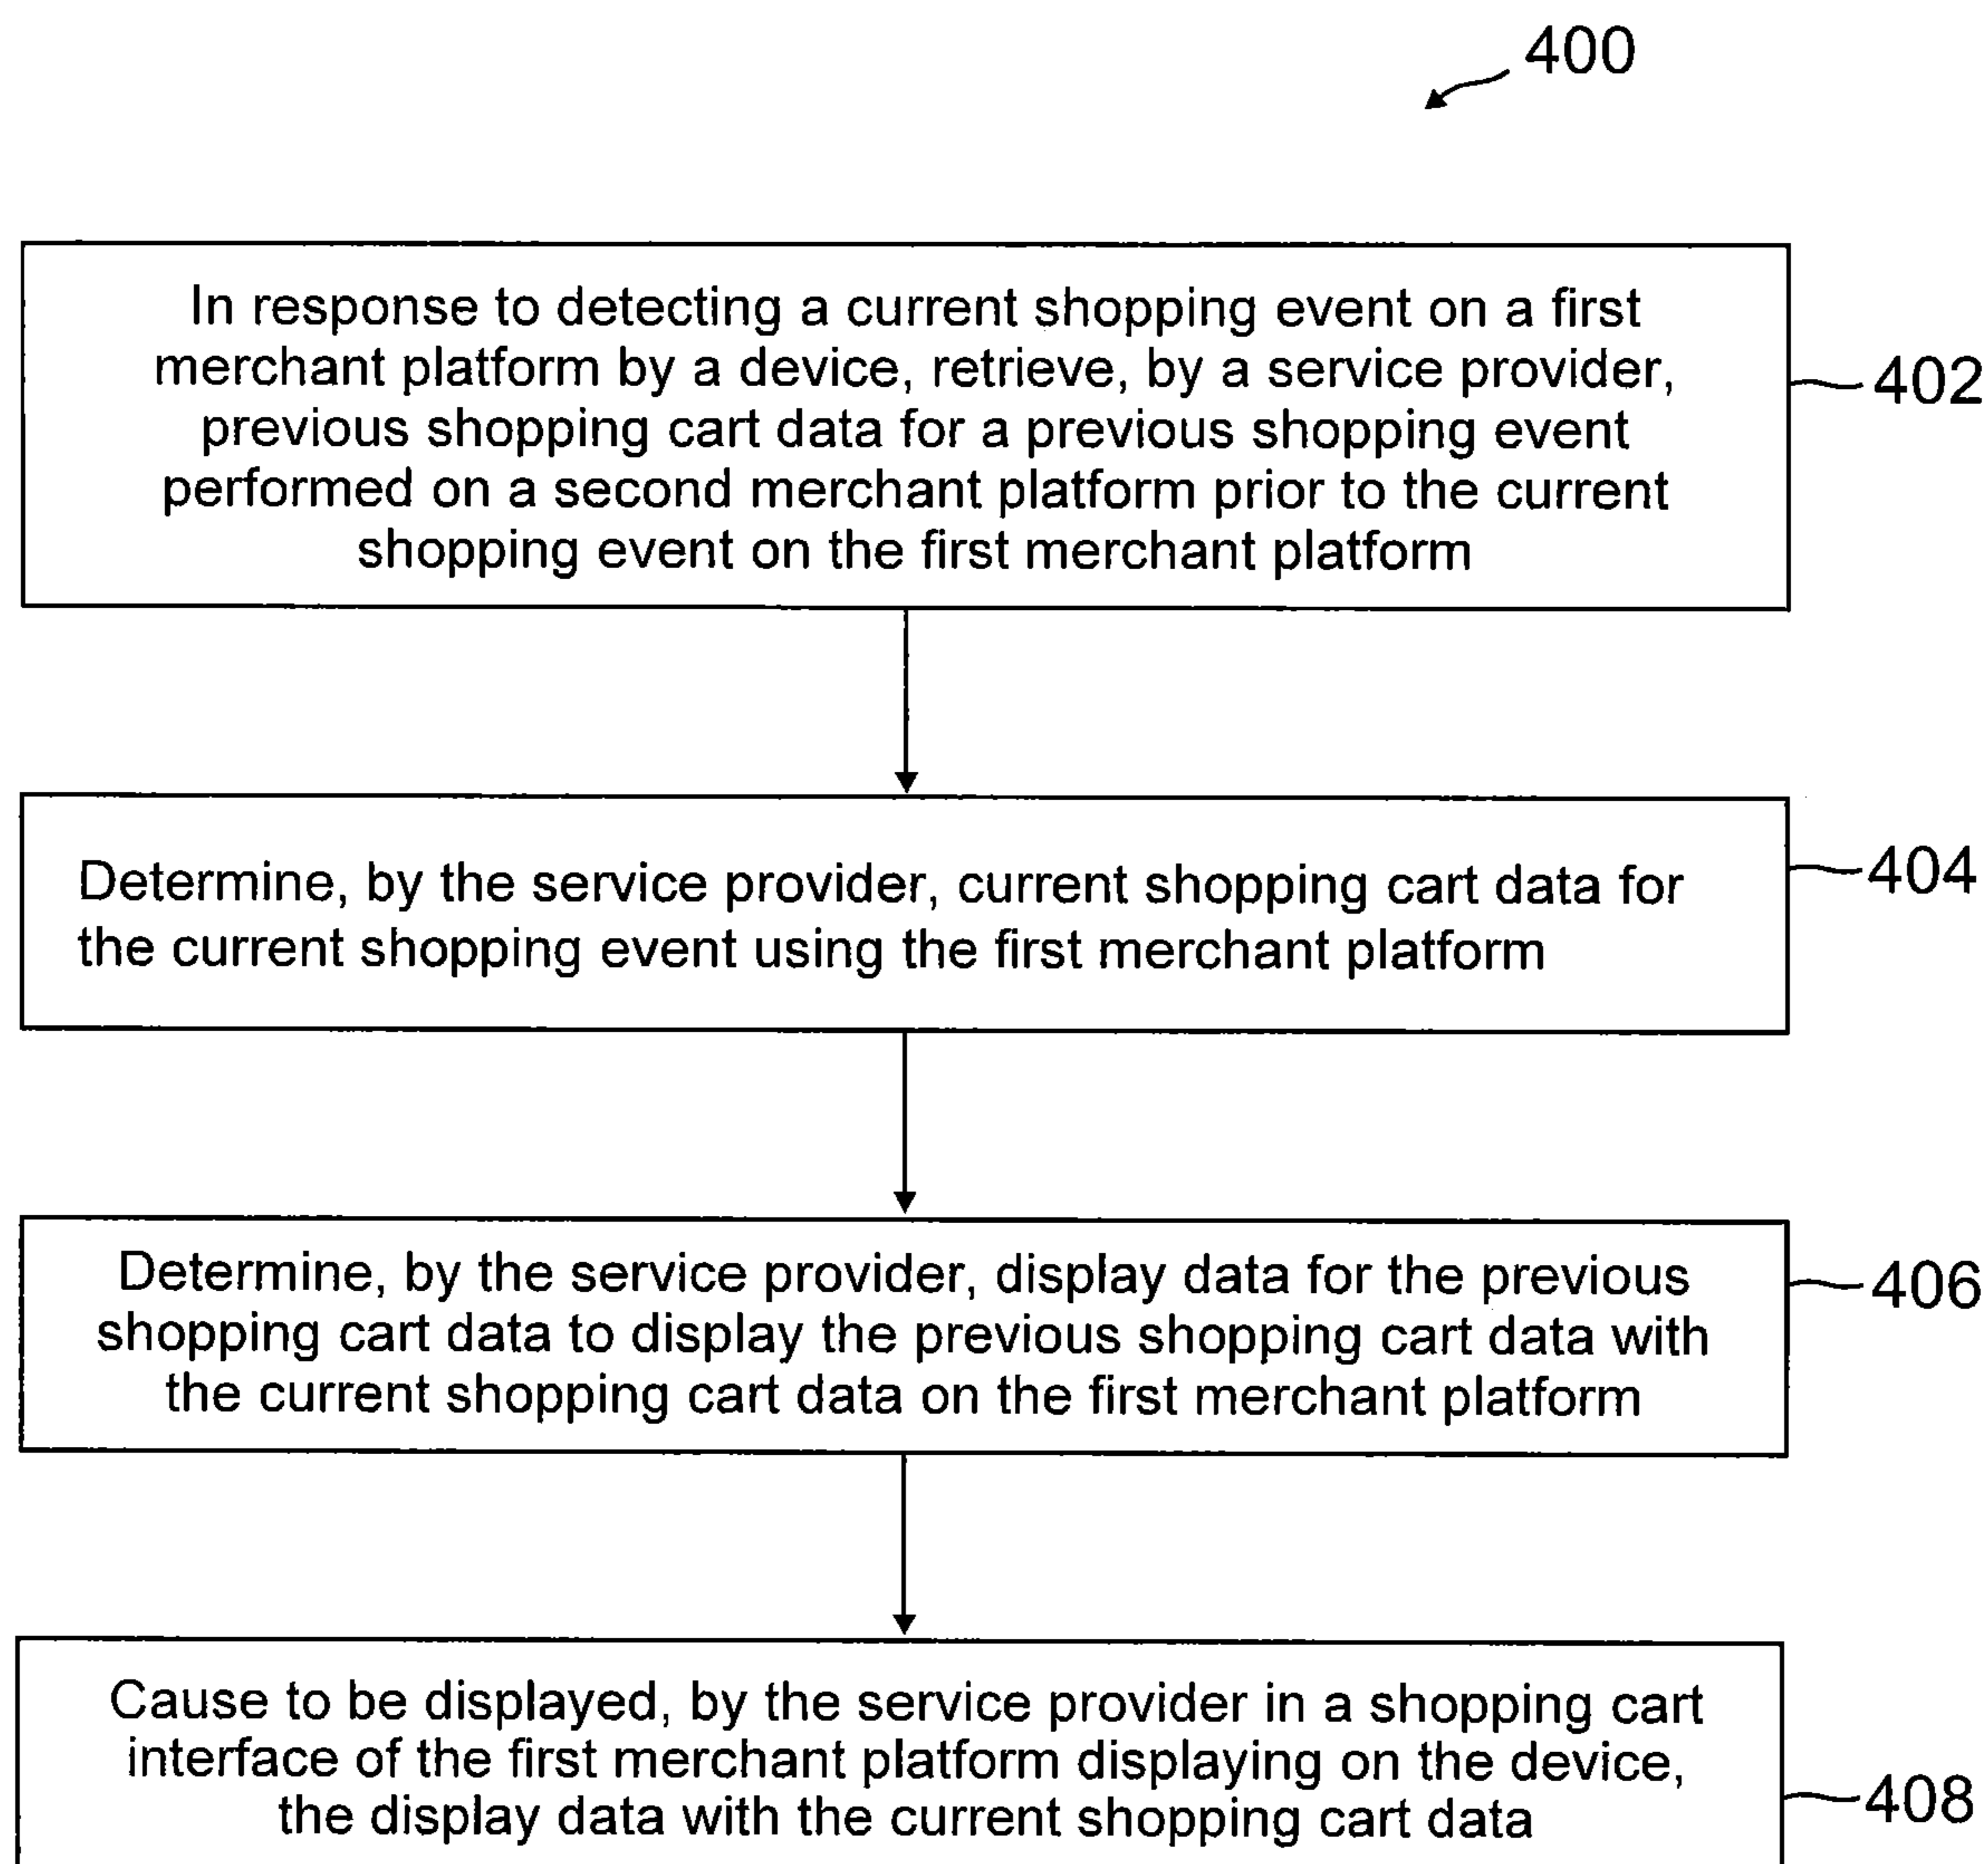 400
In response to detecting a current shopping event on a first
merchant platform by a device, retrieve, by a service provider,
previous shopping cart data for a previous shopping event
performed on a second merchant platform prior to the current
shopping event on the first merchant platform
402
Determine, by the service provider, current shopping cart data for
the current shopping event using the first merchant platform
404
Determine, by the service provider, display data for the previous
shopping cart data to display the previous shopping cart data with
the current shopping cart data on the first merchant platform
406
Cause to be displayed, by the service provider in a shopping cart
interface of the first merchant platform displaying on the device,
the display data with the current shopping cart data
408